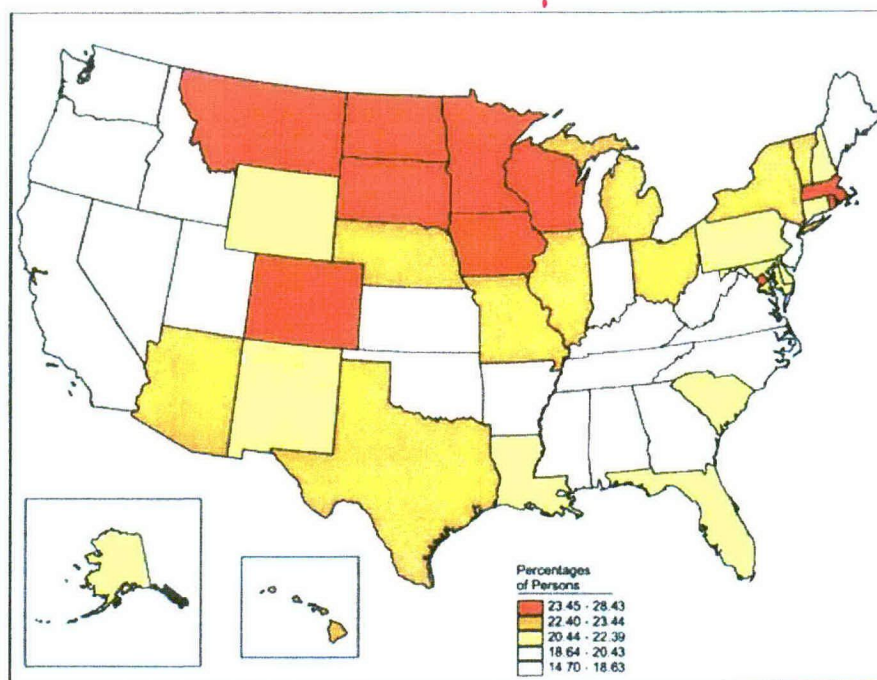 Percentages
of Persons
23.45 - 28.43
22.40 - 23.44
20.44 - 22.39
18.64 - 20.43
14.70 - 18.63